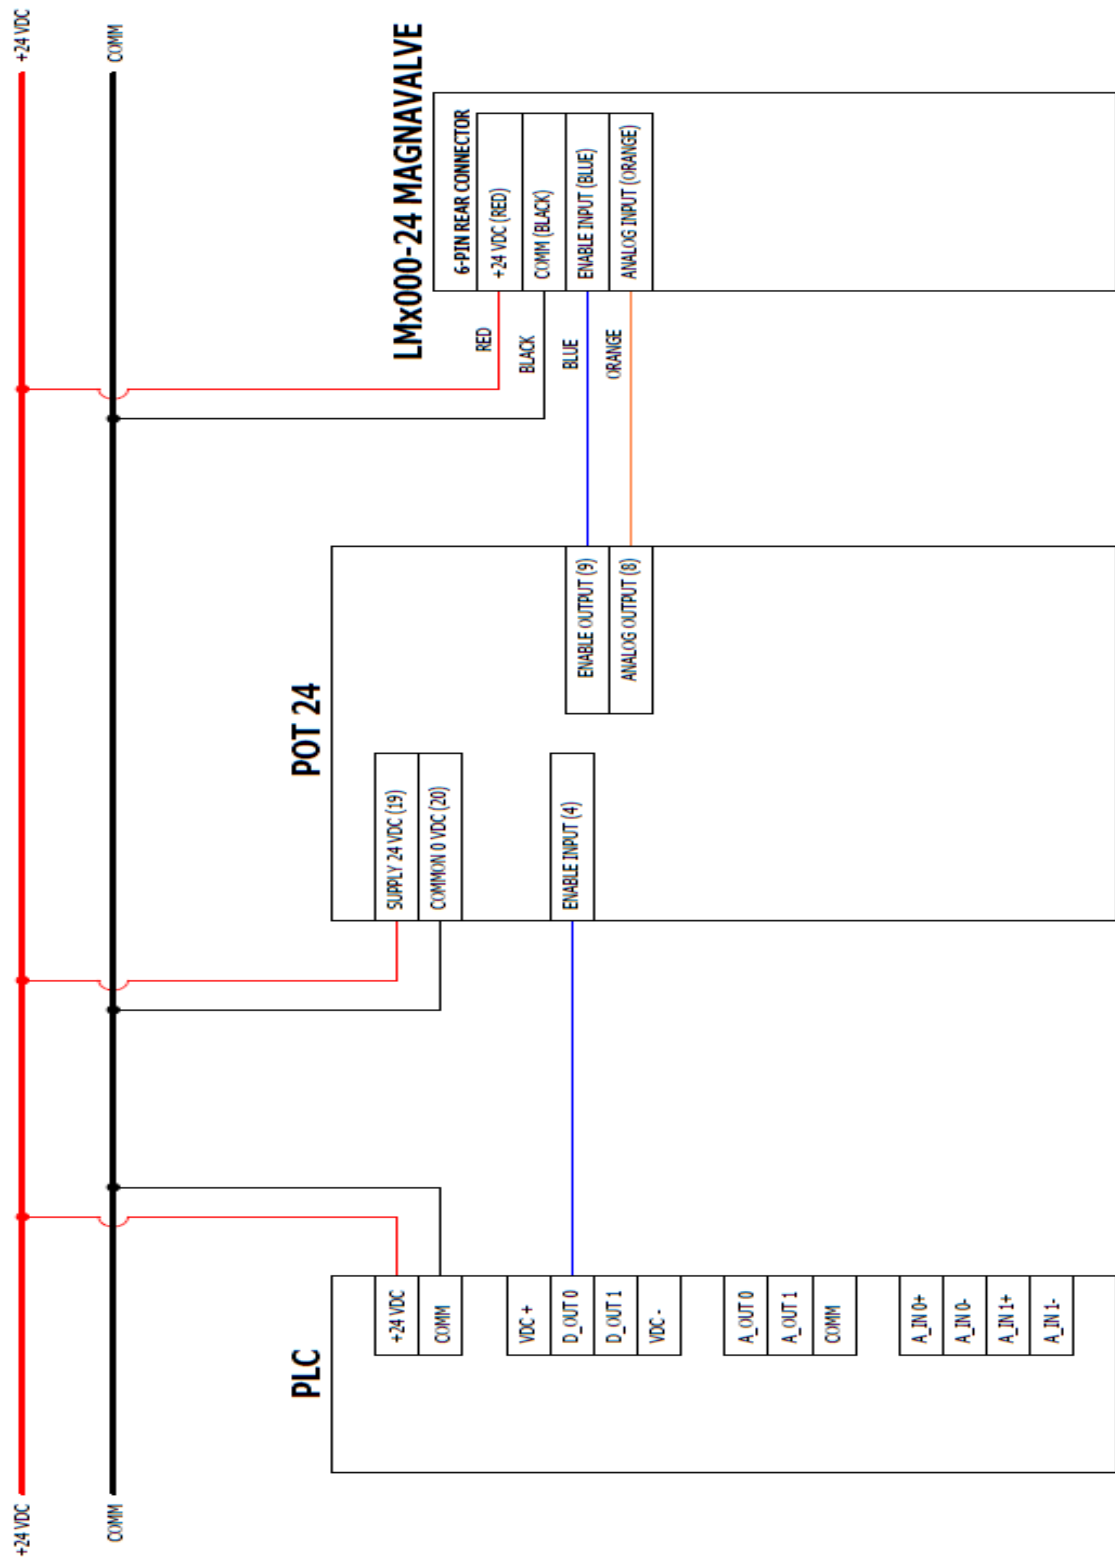 +24 VDC
+24 VDC
COMM
COMM
PLC
+24 VDC
COMM
VDC +
D_OUT 0
D_OUT 1
VDC -
A_OUT 0
A_OUT 1
COMM
A_IN 0+
A_IN 0-
A_IN 1+
A_IN 1-
POT 24
SUPPLY 24 VDC (19)
COMMON 0 VDC (20)
ENABLE INPUT (4)
ENABLE OUTPUT (9)
ANALOG OUTPUT (8)
LMx000-24 MAGNAVALVE
6-PIN REAR CONNECTOR
RED
+24 VDC (RED)
BLACK
COMM (BLACK)
BLUE
ENABLE INPUT (BLUE)
ORANGE
ANALOG INPUT (ORANGE)